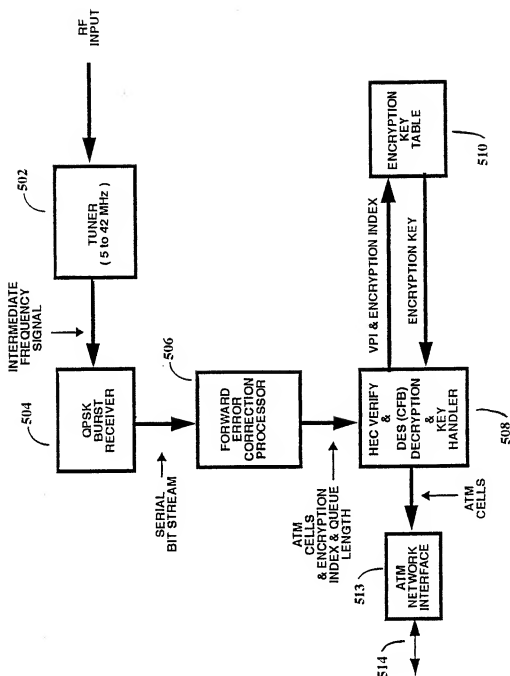 RF
INPUT
502
TUNER
( 5 to 42 MHz )
INTERMEDIATE
FREQUENCY
SIGNAL
504
QPSK
BURST
RECEIVER
SERIAL
BIT STREAM
506
FORWARD
ERROR
CORRECTION
PROCESSOR
ATM
CELLS
& ENCRYPTION
INDEX & QUEUE
LENGTH
HEC VERIFY
&
DES (CFB)
DECRYPTION
&
KEY
HANDLER
508
VPI & ENCRYPTION INDEX
ENCRYPTION KEY
ENCRYPTION
KEY
TABLE
510
ATM
CELLS
513
ATM
NETWORK
INTERFACE
514